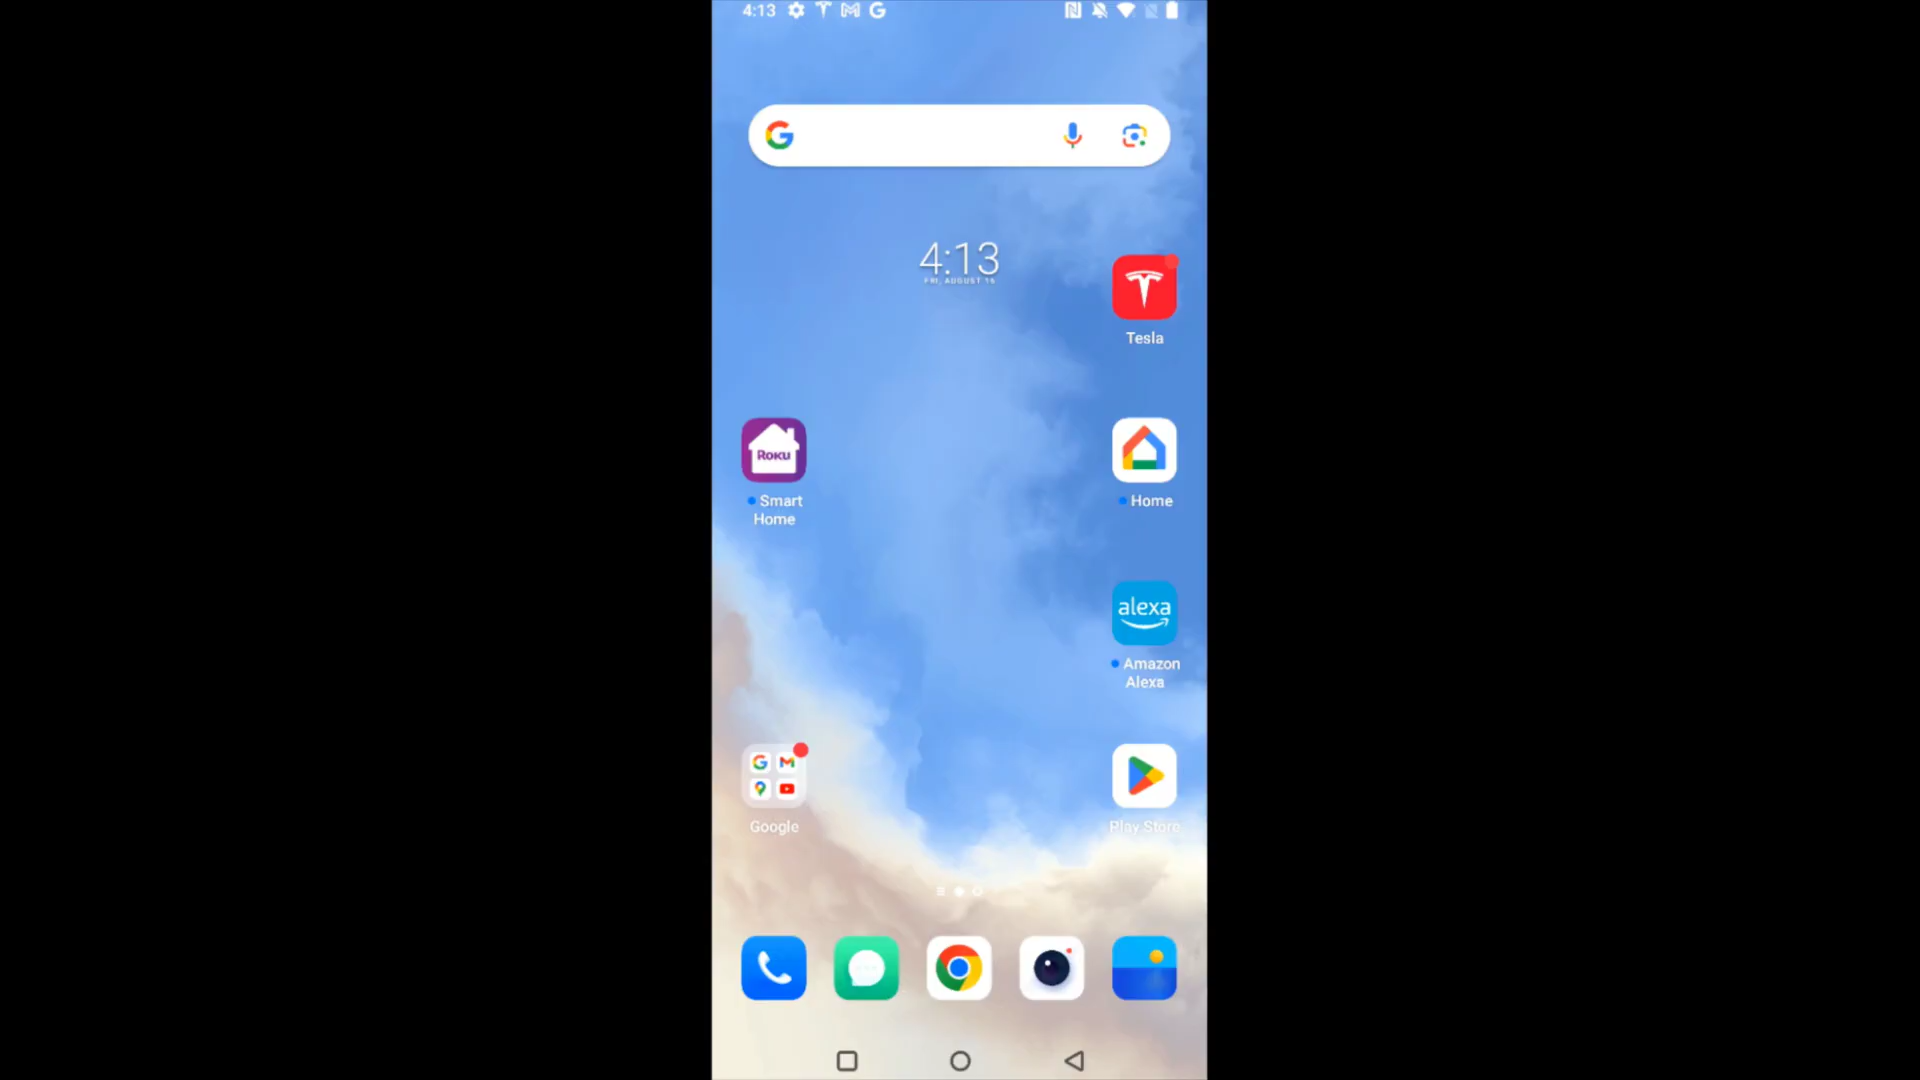 4:13
4:13
FRI, AUGUST 16
Tesla
Roku
Smart
Home
Home
alexa
Amazon
Alexa
Google
Play Store